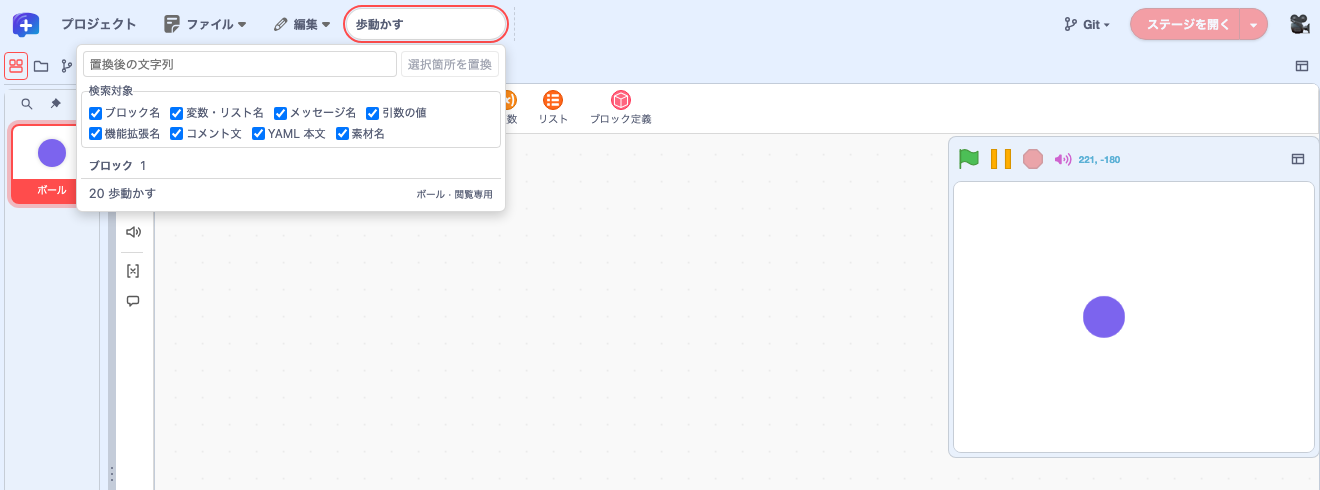 プロジェクト
ファイル
編集
歩動かす
Git
ステージを開く
置換後の文字列
選択箇所を置換
検索対象
ブロック名
変数・リスト名
メッセージ名
引数の値
機能拡張名
コメント文
YAML 本文
素材名
ブロック 1
20 歩動かす
ボール · 閲覧専用
数
リスト
ブロック定義
ボール
221, -180